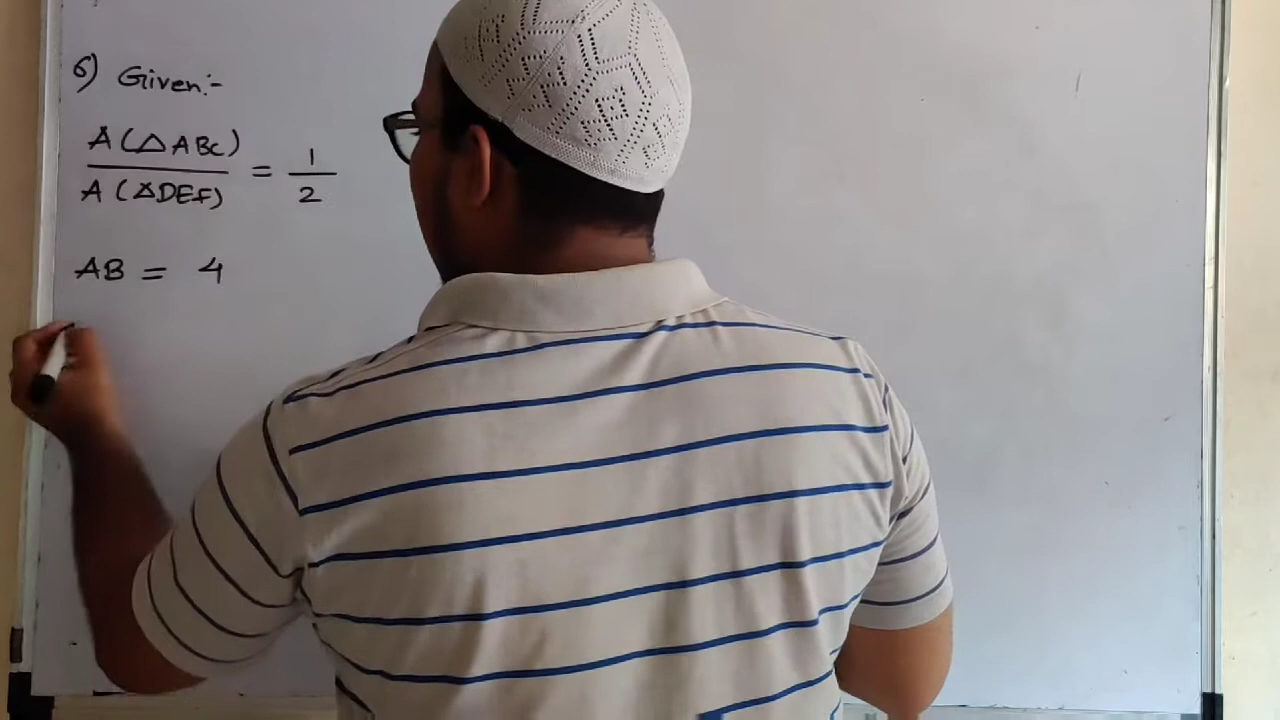 6) Given:-
A(△ABC)
A(△DEF)
= 1
2
AB = 4